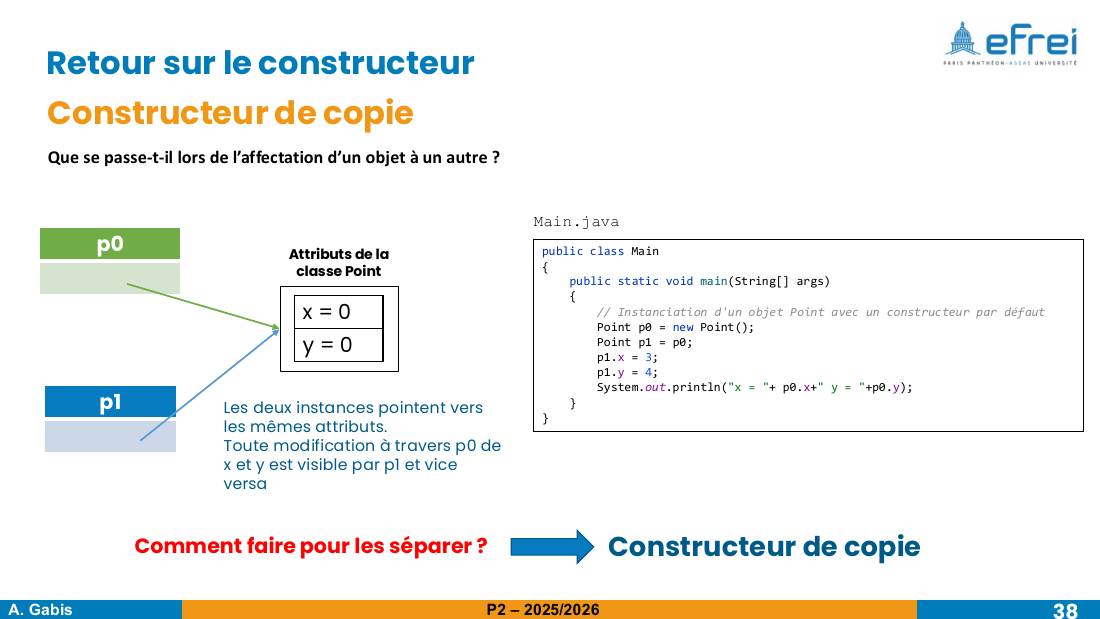 efrei
PARIS PANTHÉON-ASSAS UNIVERSITÉ
Retour sur le constructeur
Constructeur de copie
Que se passe-t-il lors de l’affectation d’un objet à un autre ?
p0
Attributs de la
classe Point
x = 0
y = 0
p1
Les deux instances pointent vers
les mêmes attributs.
Toute modification à travers p0 de
x et y est visible par p1 et vice
versa
Main.java
public class Main
{
    public static void main(String[] args)
    {
        // Instanciation d'un objet Point avec un constructeur par défaut
        Point p0 = new Point();
        Point p1 = p0;
        p1.x = 3;
        p1.y = 4;
        System.out.println("x = "+ p0.x+" y = "+p0.y);
    }
}
Comment faire pour les séparer ?
Constructeur de copie
A. Gabis
P2 – 2025/2026
38